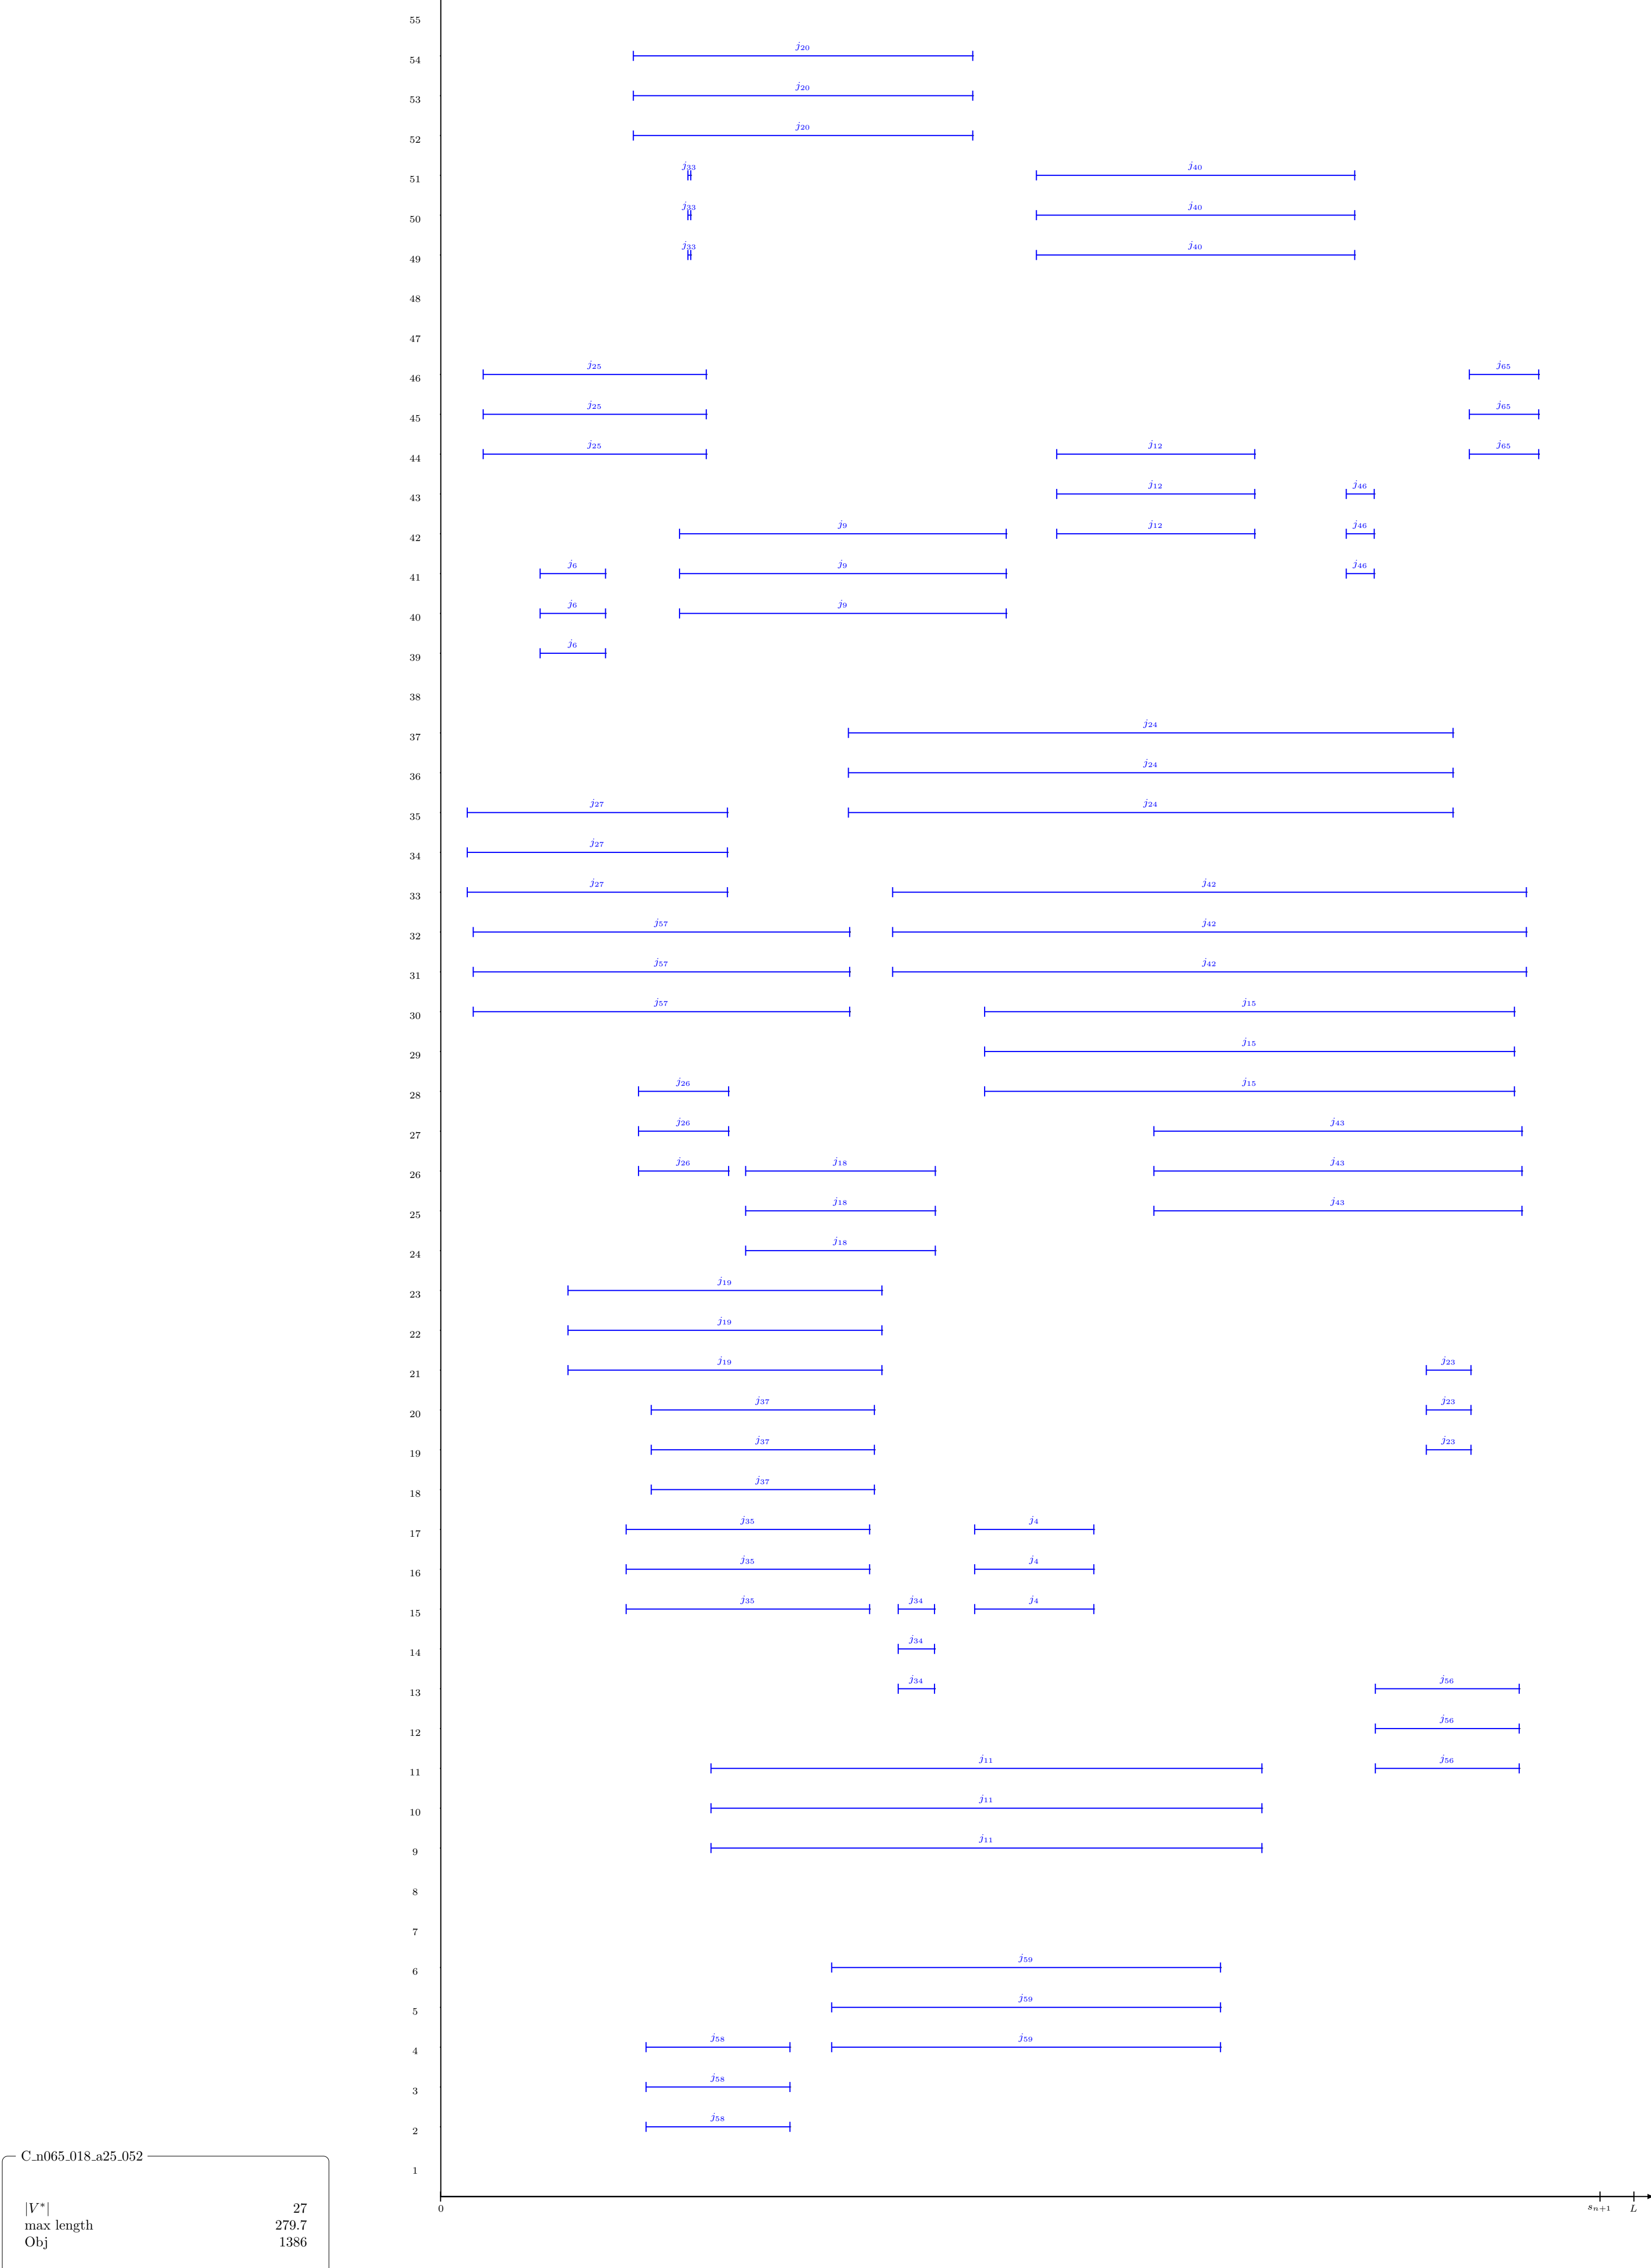 55
j20
54
j20
53
j20
52
j33 j40
51
j33 j40
50
j33 j40
49
48
47
j25 j65
46
j25 j65
45
j25 j12 j65
44
j12 j46
43
j9 j12 j46
42
j6 j9 j46
41
j6 j9
40
j6
39
38
j24
37
j24
36
j27 j24
35
j27
34
j27 j42
33
j57 j42
32
j57 j42
31
j57 j15
30
j15
29
j26 j15
28
j26 j43
27
j26 j18 j43
26
j18 j43
25
j18
24
j19
23
j19
22
j19 j23
21
j37 j23
20
j37 j23
19
j37
18
j35 j4
17
j35 j4
16
j35 j34 j4
15
j34
14
j34 j56
13
j56
12
j11 j56
11
j11
10
j11
9
8
7
j59
6
j59
5
j58 j59
4
j58
3
j58
2
1
C_n065_018_a25_052
0 sn+1 L
|V*| 27
max length 279.7
Obj 1386